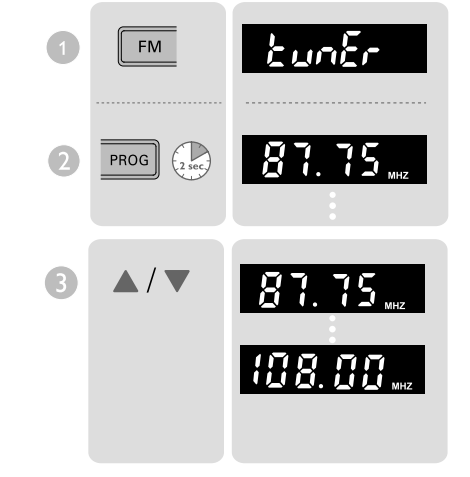 1
FM
tunEr
2
PROG
2 sec.
87.75 MHZ
3
/
87.75 MHZ
108.00 MHZ